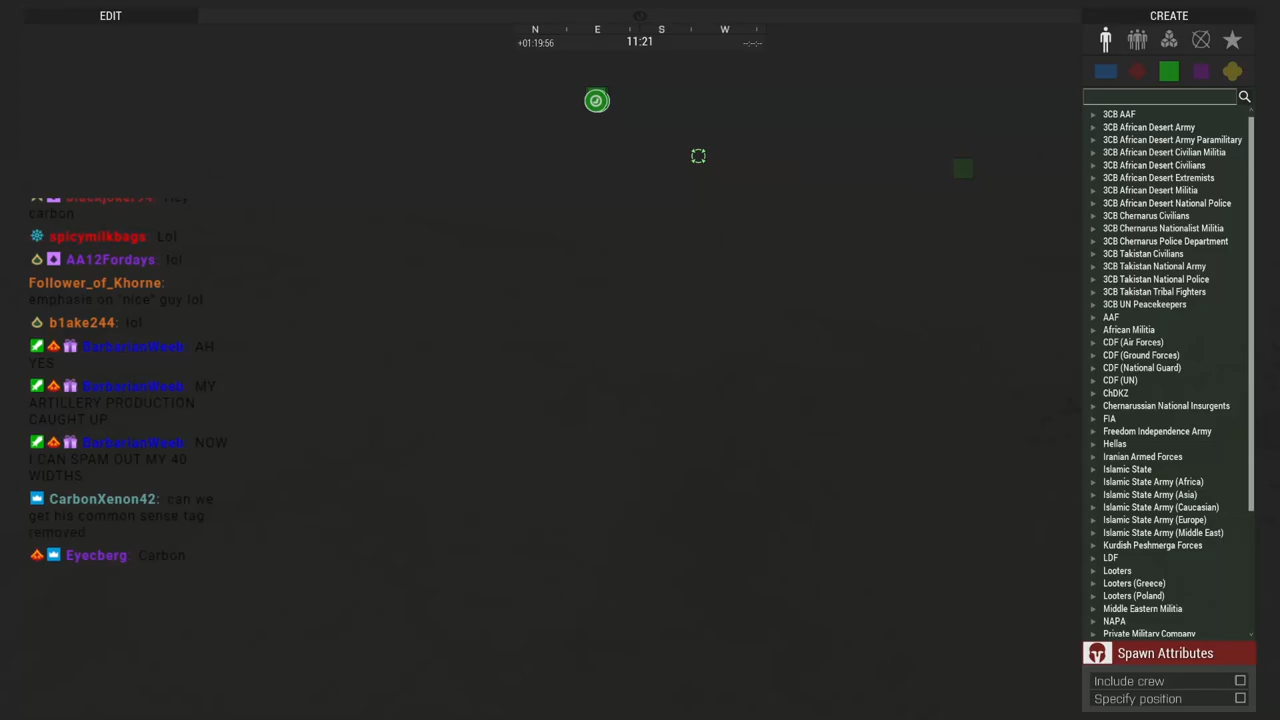 EDIT
CREATE
N E S W
+01:19:56 11:21 --:--:--
carbon
spicymilkbags: Lol
AA12Fordays: lol
Follower_of_Khorne:
emphasis on "nice" guy lol
b1ake244: lol
BarbarianWeeb: AH
YES
BarbarianWeeb: MY
ARTILLERY PRODUCTION
CAUGHT UP
BarbarianWeeb: NOW
I CAN SPAM OUT MY 40
WIDTHS
CarbonXenon42: can we
get his common sense tag
removed
Eyecberg: Carbon
3CB AAF
3CB African Desert Army
3CB African Desert Army Paramilitary
3CB African Desert Civilian Militia
3CB African Desert Civilians
3CB African Desert Extremists
3CB African Desert Militia
3CB African Desert National Police
3CB Chernarus Civilians
3CB Chernarus Nationalist Militia
3CB Chernarus Police Department
3CB Takistan Civilians
3CB Takistan National Army
3CB Takistan National Police
3CB Takistan Tribal Fighters
3CB UN Peacekeepers
AAF
African Militia
CDF (Air Forces)
CDF (Ground Forces)
CDF (National Guard)
CDF (UN)
ChDKZ
Chernarussian National Insurgents
FIA
Freedom Independence Army
Hellas
Iranian Armed Forces
Islamic State
Islamic State Army (Africa)
Islamic State Army (Asia)
Islamic State Army (Caucasian)
Islamic State Army (Europe)
Islamic State Army (Middle East)
Kurdish Peshmerga Forces
LDF
Looters
Looters (Greece)
Looters (Poland)
Middle Eastern Militia
NAPA
Private Military Company
Spawn Attributes
Include crew
Specify position